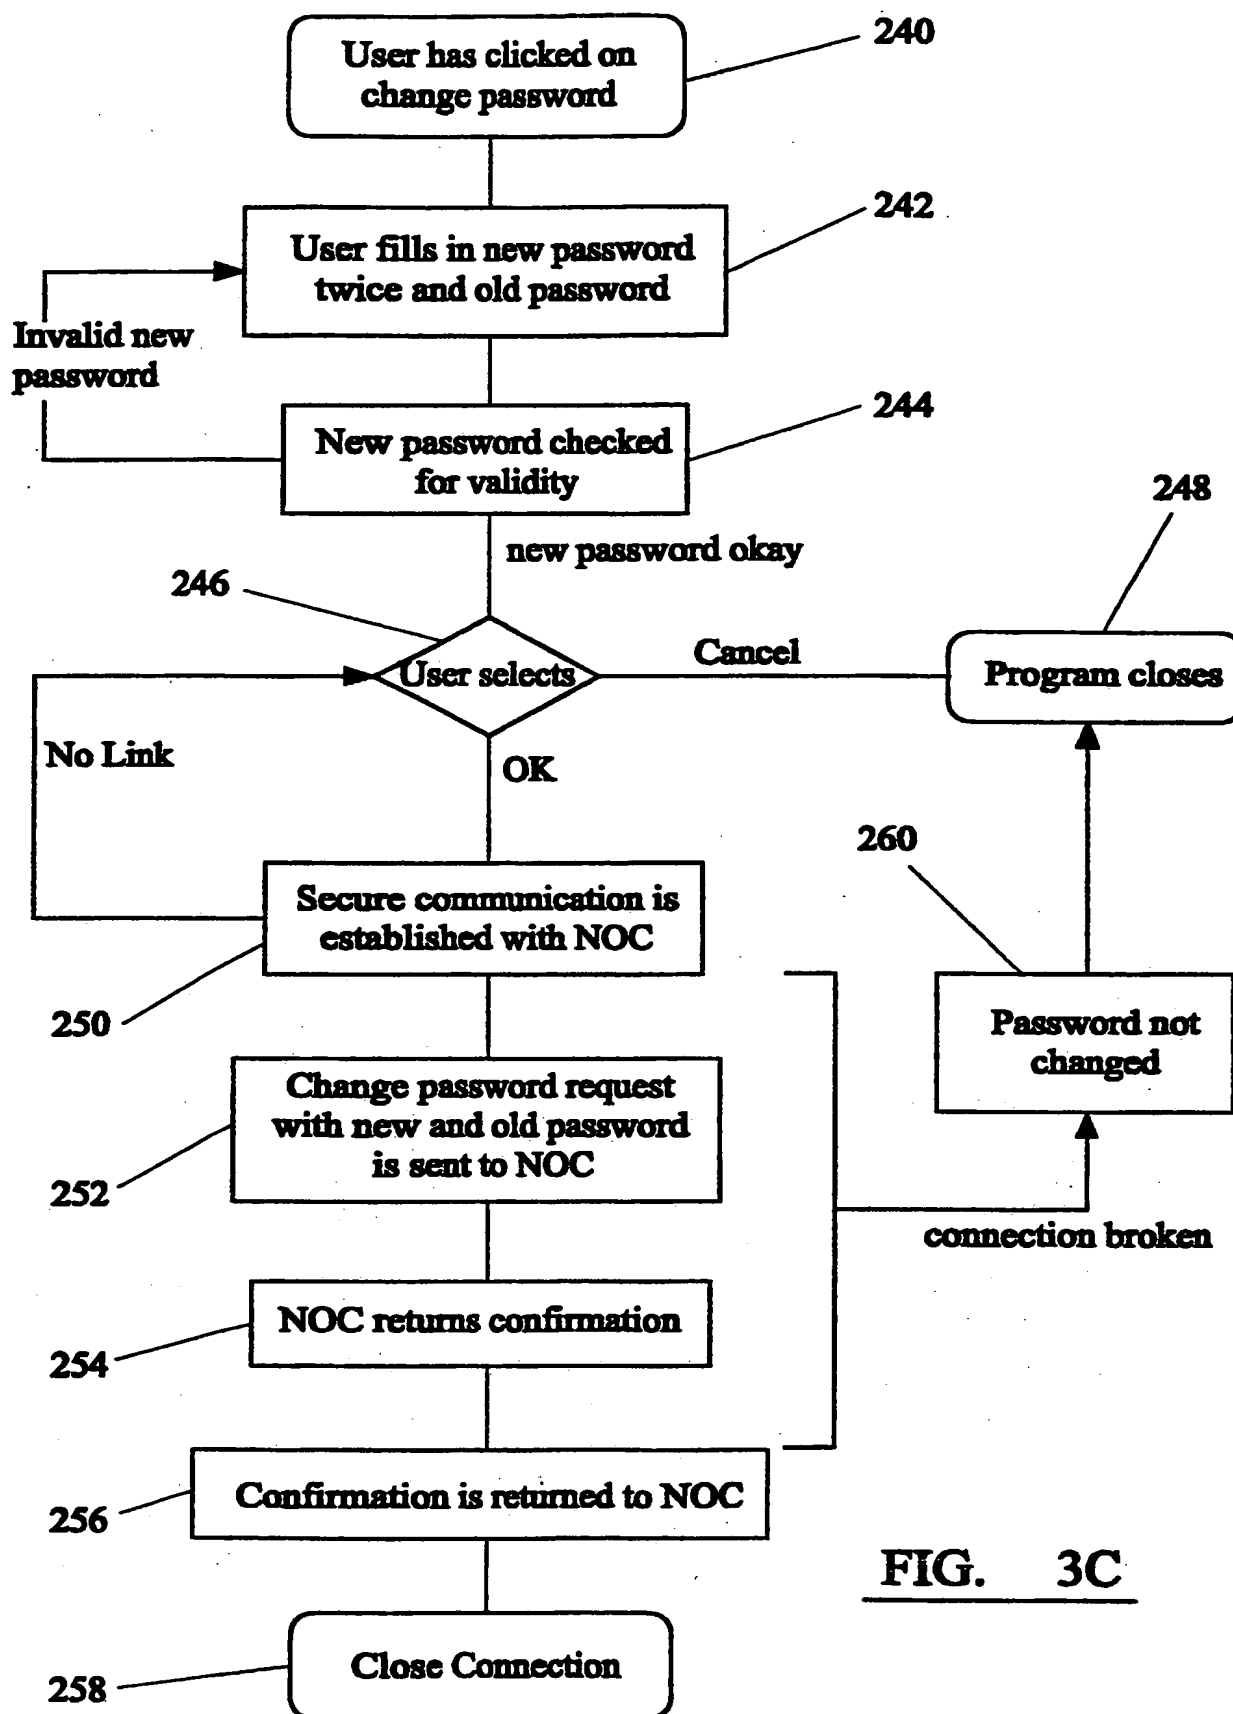 User has clicked on
change password
240
User fills in new password
twice and old password
242
Invalid new
password
New password checked
for validity
244
new password okay
246
User selects
Cancel
248
Program closes
No Link
OK
Secure communication is
established with NOC
250
260
Password not
changed
Change password request
with new and old password
is sent to NOC
252
connection broken
NOC returns confirmation
254
Confirmation is returned to NOC
256
Close Connection
258
FIG. 3C